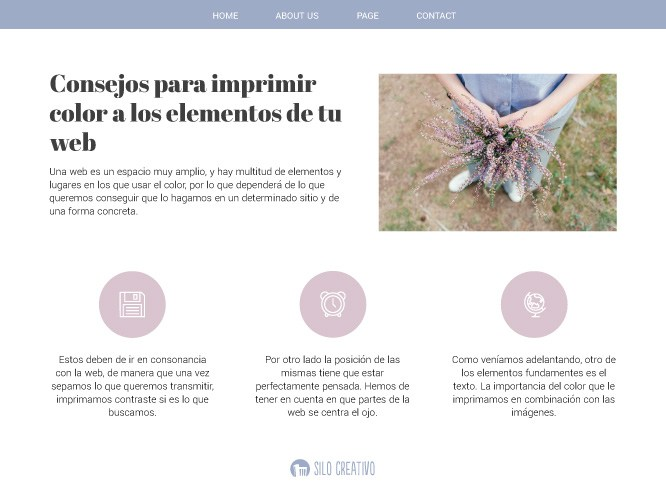 HOME ABOUT US PAGE CONTACT
Consejos para imprimir
color a los elementos de tu
web
Una web es un espacio muy amplio, y hay multitud de elementos y
lugares en los que usar el color, por lo que dependerá de lo que
queremos conseguir que lo hagamos en un determinado sitio y de
una forma concreta.
Estos deben de ir en consonancia
con la web, de manera que una vez
sepamos lo que queremos transmitir,
imprimamos contraste si es lo que
buscamos.
Por otro lado la posición de las
mismas tiene que estar
perfectamente pensada. Hemos de
tener en cuenta en que partes de la
web se centra el ojo.
Como veníamos adelantando, otro de
los elementos fundamentes es el
texto. La importancia del color que le
imprimamos en combinación con las
imágenes.
SILO CREATIVO